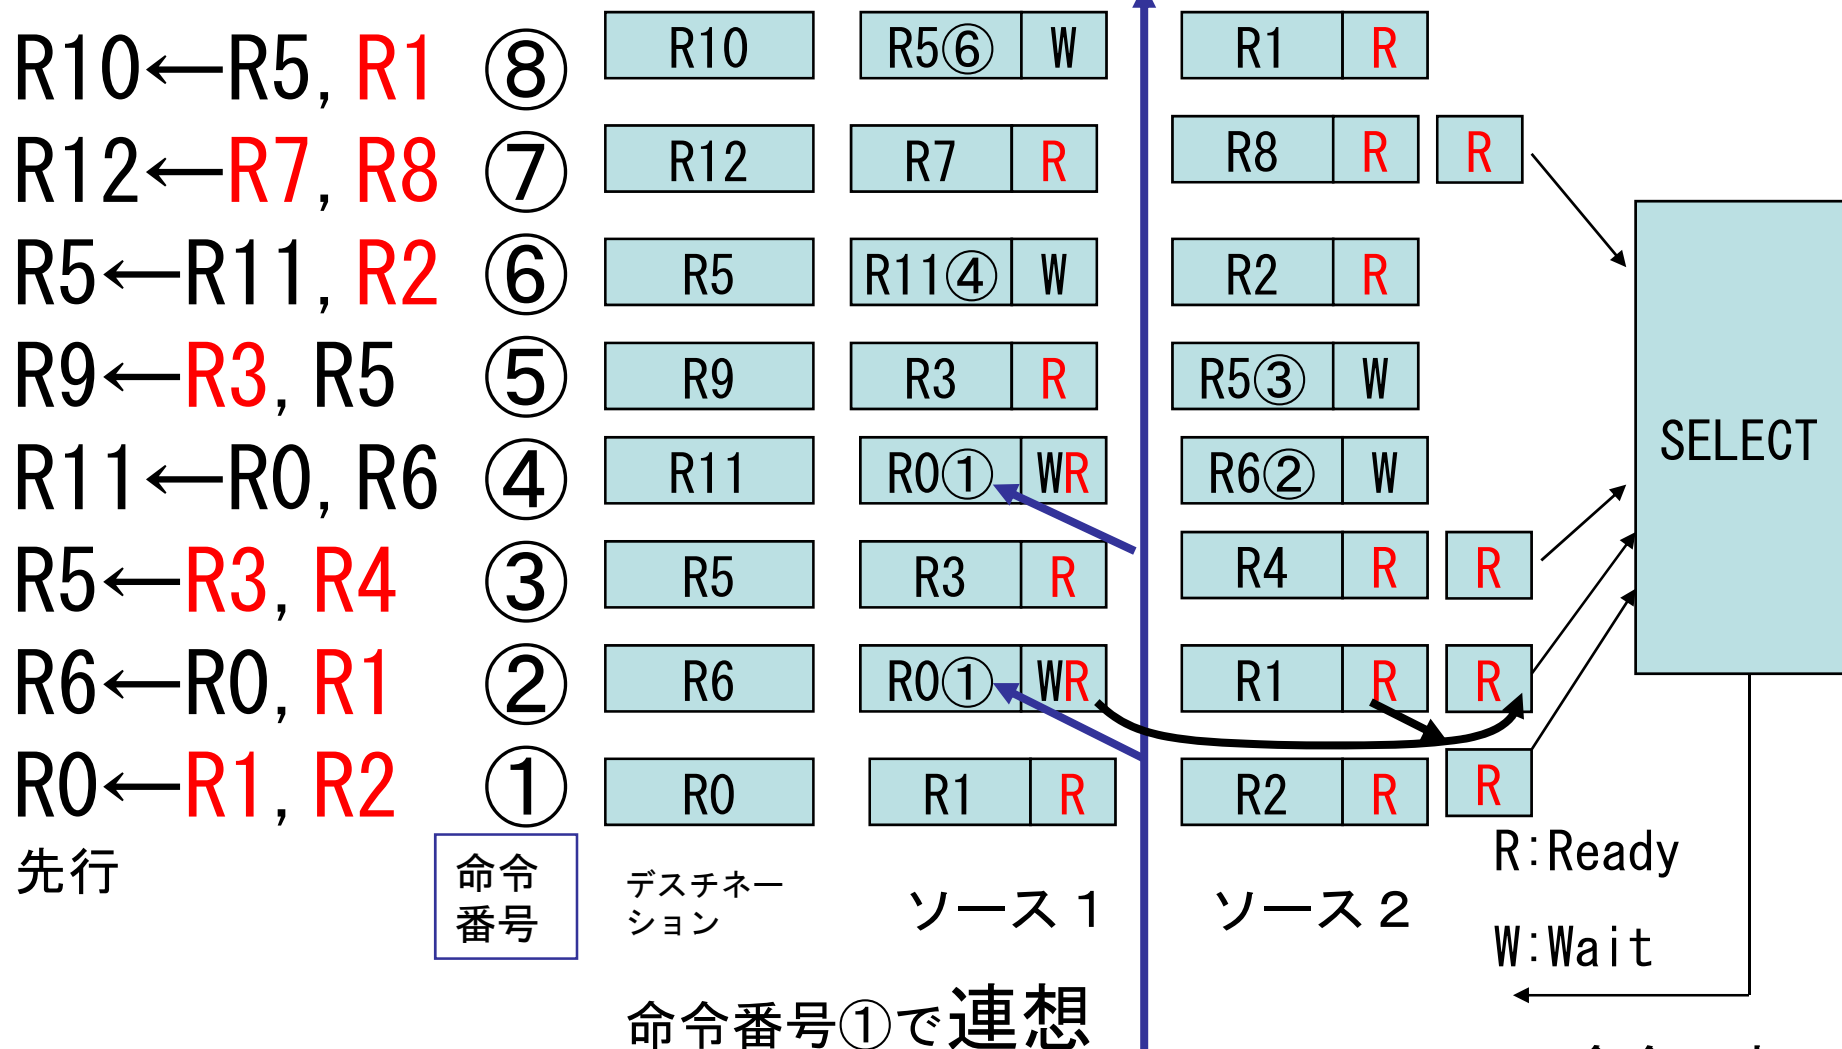 R10←R5, R1 ⑧ R10 R5⑥ W R1 R
R12←R7, R8 ⑦ R12 R7 R R8 R R
R5←R11, R2 ⑥ R5 R11④ W R2 R
R9←R3, R5 ⑤ R9 R3 R R5③ W
SELECT
R11←R0, R6 ④ R11 R0① WR R6② W
R5←R3, R4 ③ R5 R3 R R4 R R
R6←R0, R1 ② R6 R0① WR R1 R R
R0←R1, R2 ① R0 R1 R R2 R R
先行
命令
番号
デスチネー
ション
ソース1
ソース2
R:Ready
W:Wait
命令番号①で連想